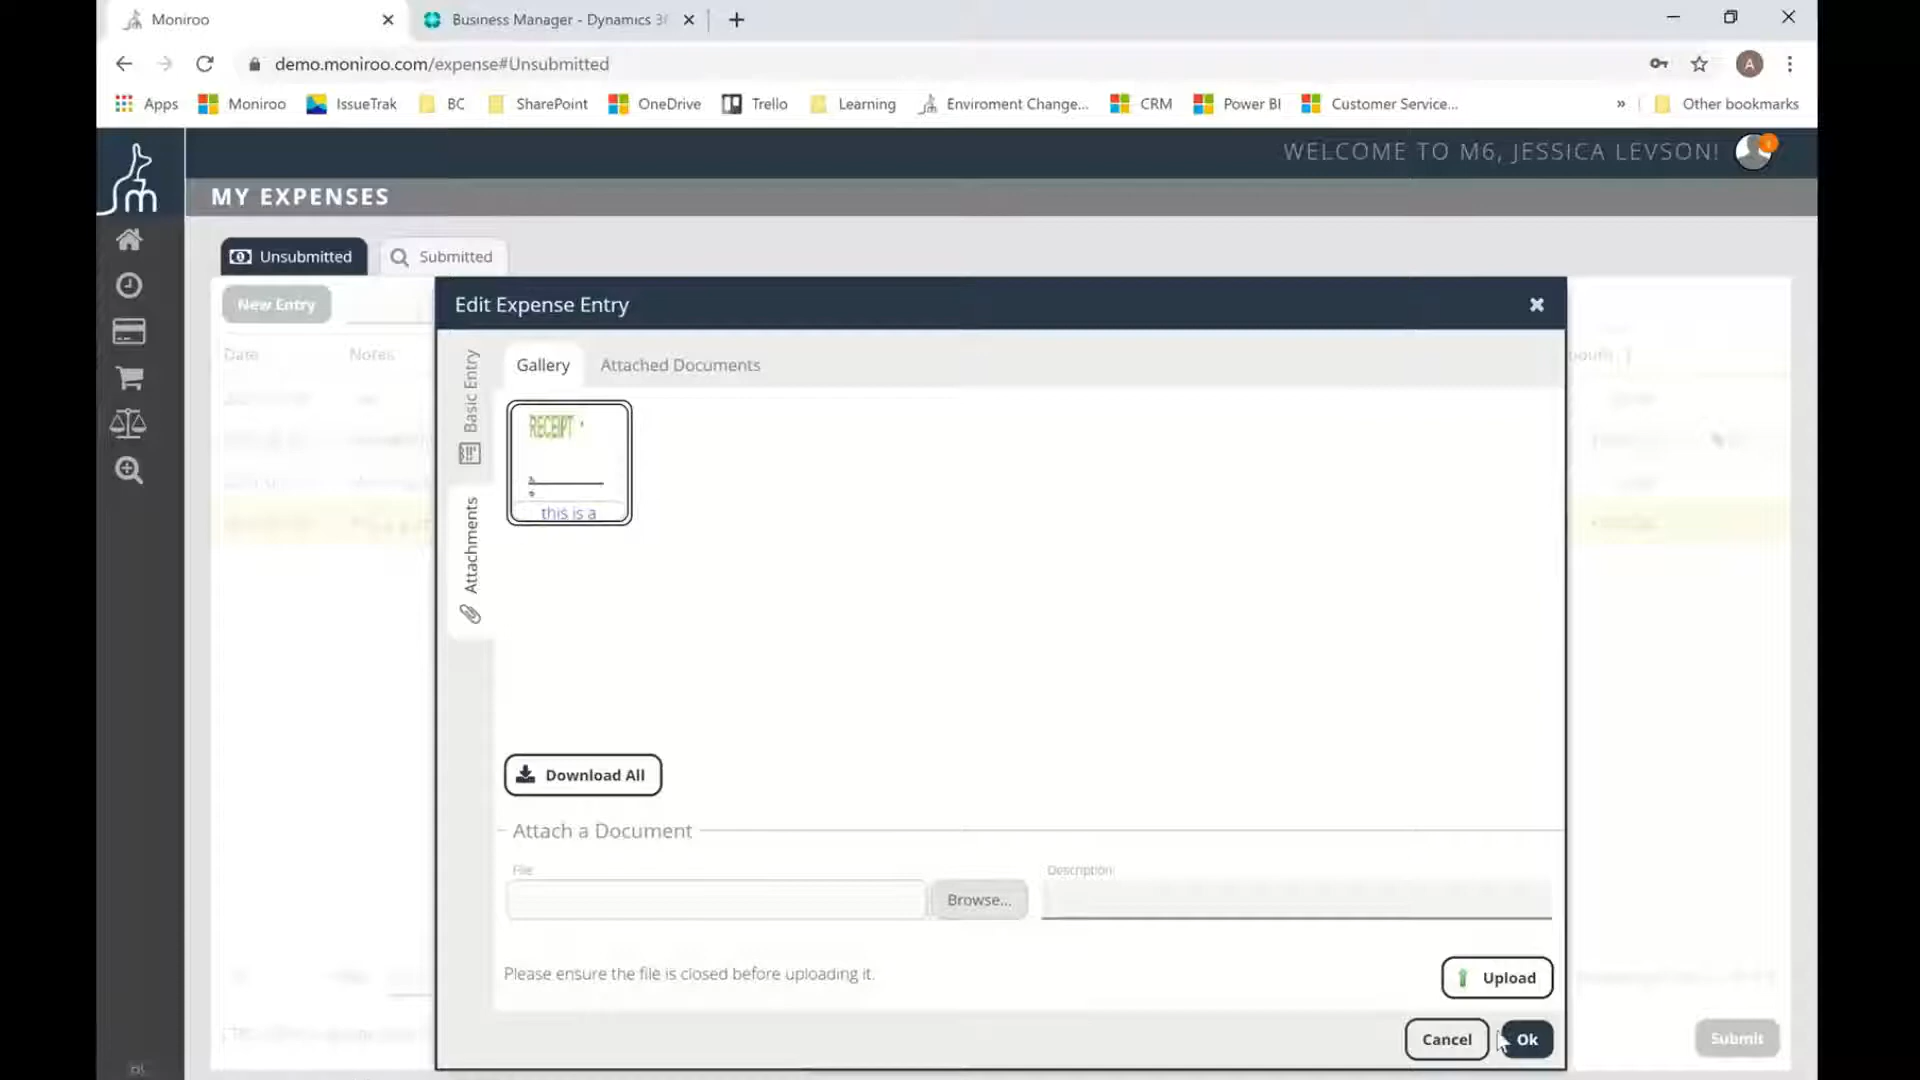 Moniroo
Business Manager - Dynamics 3
demo.moniroo.com/expense#Unsubmitted
A
Apps
Moniroo
IssueTrak
BC
SharePoint
OneDrive
Trello
Learning
Enviroment Change...
CRM
Power BI
Customer Service...
»
Other bookmarks
m
WELCOME TO M6, JESSICA LEVSON!
MY EXPENSES
Unsubmitted
Submitted
New Entry
Edit Expense Entry
Date
Notes
Basic Entry
Attachments
Gallery
Attached Documents
RECEIPT
this is a
Download All
Attach a Document
File
Browse...
Description:
Please ensure the file is closed before uploading it.
Upload
Cancel
Ok
Submit